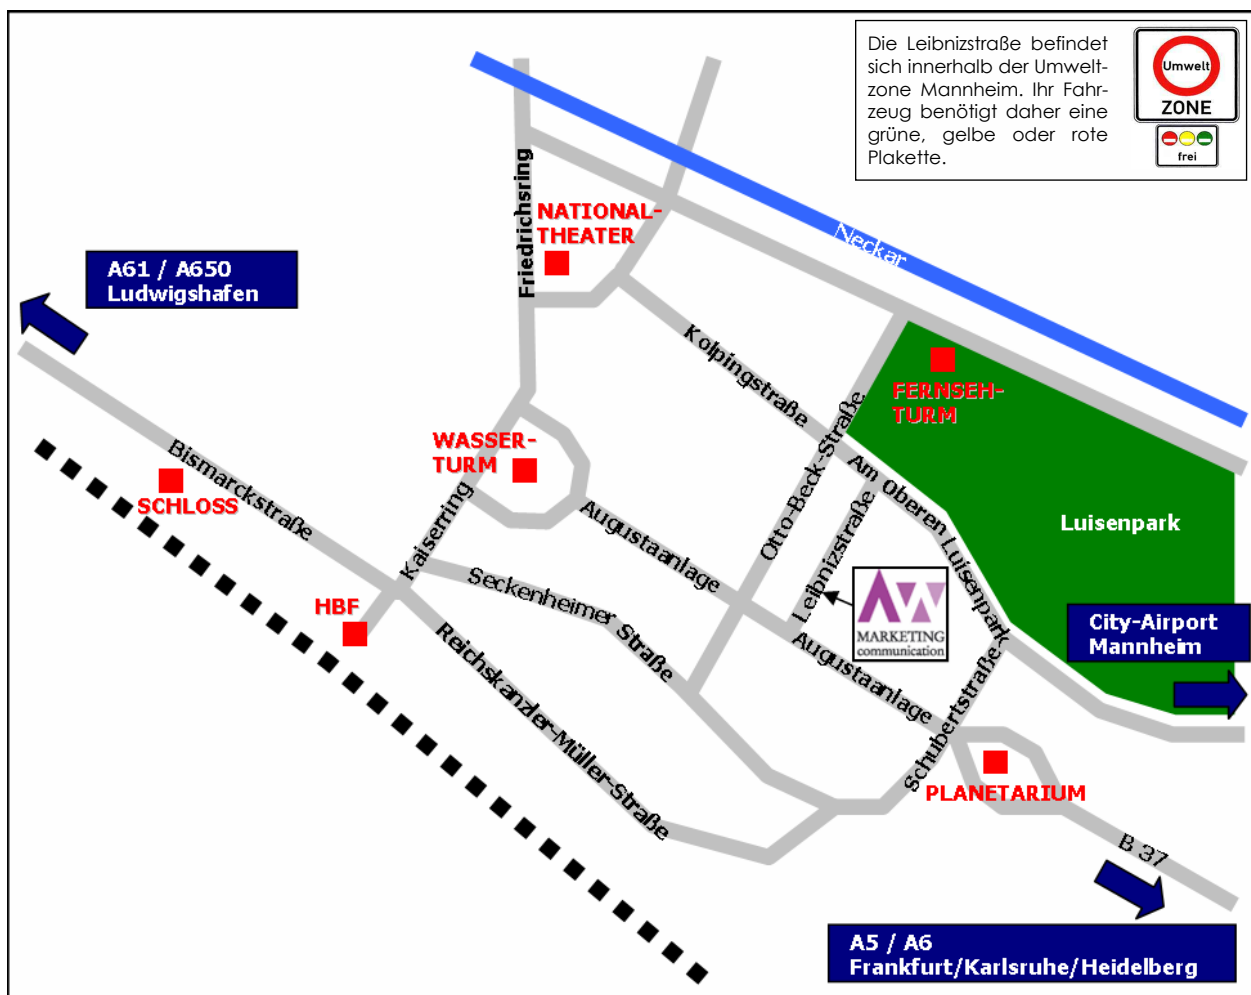 Die Leibnizstraße befindet
sich innerhalb der Umwelt-
zone Mannheim. Ihr Fahr-
zeug benötigt daher eine
grüne, gelbe oder rote
Plakette.
Umwelt
ZONE
frei
Friedrichsring
NATIONAL-
THEATER
Neckar
A61 / A650
Ludwigshafen
Kolpingstraße
FERNSEH-
TURM
WASSER-
TURM
Bismarckstraße
SCHLOSS
Kaiserring
Augustaanlage
Otto-Beck-Straße
Am Oberen Luisenpark
Luisenpark
Leibnizstraße
Seckenheimer Straße
HBF
AW
MARKETING
communication
City-Airport
Mannheim
Reichskanzler-Müller-Straße
Augustaanlage
Schubertstraße
PLANETARIUM
B 37
A5 / A6
Frankfurt/Karlsruhe/Heidelberg